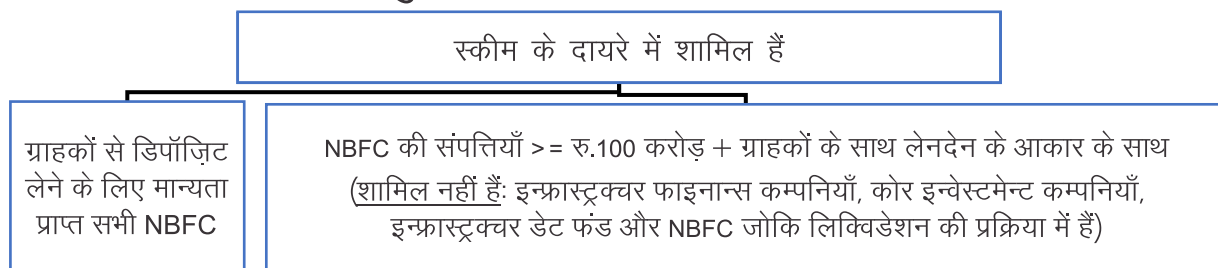 स्कीम के दायरे में शामिल हैं
ग्राहकों से डिपॉज़िट
लेने के लिए मान्यता
प्राप्त सभी NBFC
NBFC की संपत्तियाँ >= रु.100 करोड़ + ग्राहकों के साथ लेनदेन के आकार के साथ
(शामिल नहीं हैं: इन्फ्रास्ट्रक्चर फाइनान्स कम्पनियाँ, कोर इन्वेस्टमेन्ट कम्पनियाँ,
इन्फ्रास्ट्रक्चर डेट फंड और NBFC जोकि लिक्विडेशन की प्रक्रिया में हैं)